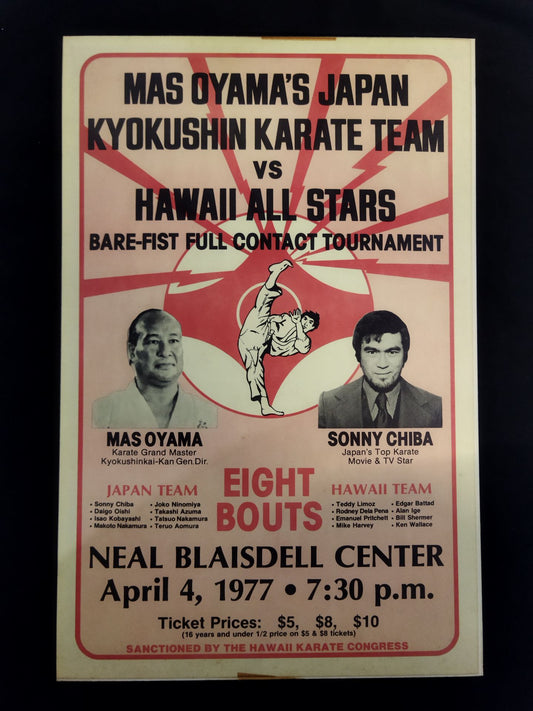 MAS OYAMA'S JAPAN
KYOKUSHIN KARATE TEAM
VS
HAWAII ALL STARS
BARE-FIST FULL CONTACT TOURNAMENT
MAS OYAMA
Karate Grand Master
Kyokushinkai-Kan Gen. Dir.
SONNY CHIBA
Japan's Top Karate
Movie & TV Star
JAPAN TEAM
• Sonny Chiba
• Daigo Oishi
• Isao Kobayashi
• Makoto Nakamura
• Joko Ninomiya
• Takashi Azuma
• Tatsuo Nakamura
• Teruo Aomura
EIGHT
BOUTS
HAWAII TEAM
• Teddy Limoz
• Rodney Dela Pena
• Emanuel Pritchett
• Mike Harvey
• Edgar Battad
• Alan Ige
• Bill Shermer
• Ken Wallace
NEAL BLAISDELL CENTER
April 4, 1977 • 7:30 p.m.
Ticket Prices: $5, $8, $10
(16 years and under 1/2 price on $5 & $8 tickets)
SANCTIONED BY THE HAWAII KARATE CONGRESS